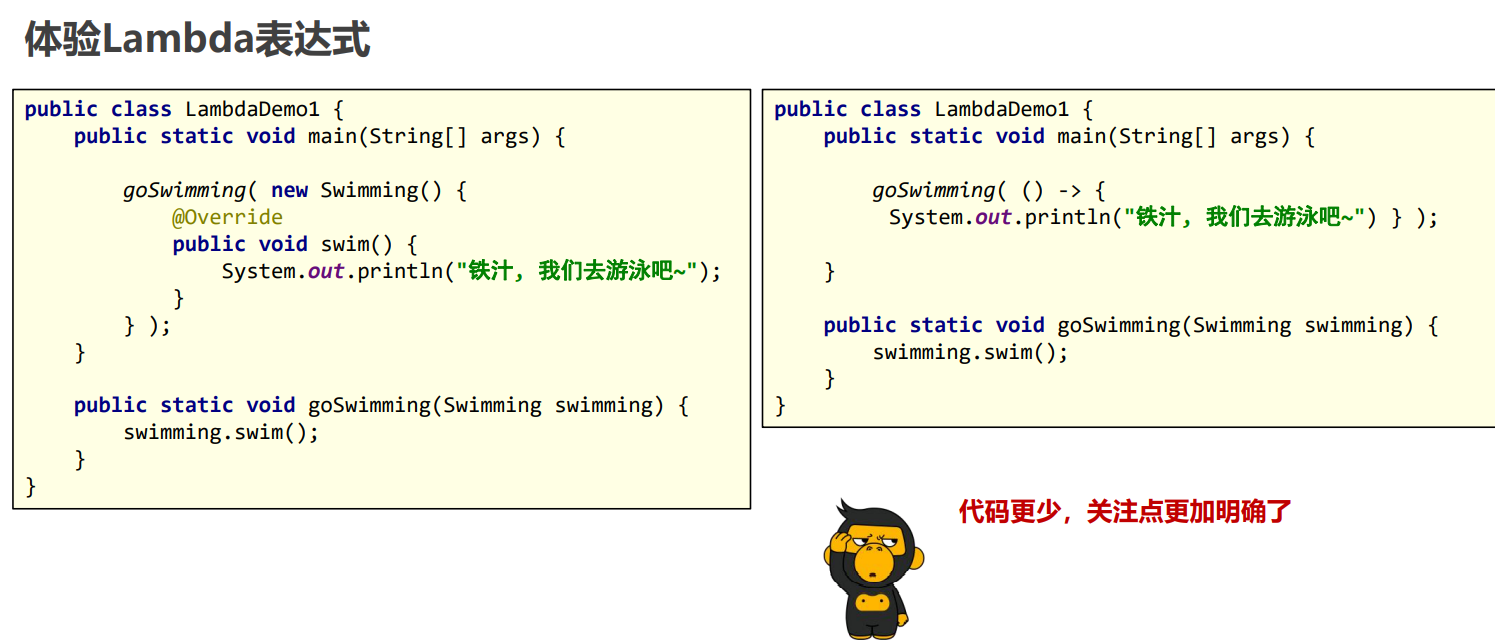 体验Lambda表达式
public class LambdaDemo1 {
    public static void main(String[] args) {
        goSwimming( new Swimming() {
            @Override
            public void swim() {
                System.out.println("铁汁, 我们去游泳吧~");
            }
        } );
    }
    public static void goSwimming(Swimming swimming) {
        swimming.swim();
    }
}
public class LambdaDemo1 {
    public static void main(String[] args) {
        goSwimming( () -> {
         System.out.println("铁汁, 我们去游泳吧~") } );
    }
    public static void goSwimming(Swimming swimming) {
        swimming.swim();
    }
}
代码更少，关注点更加明确了